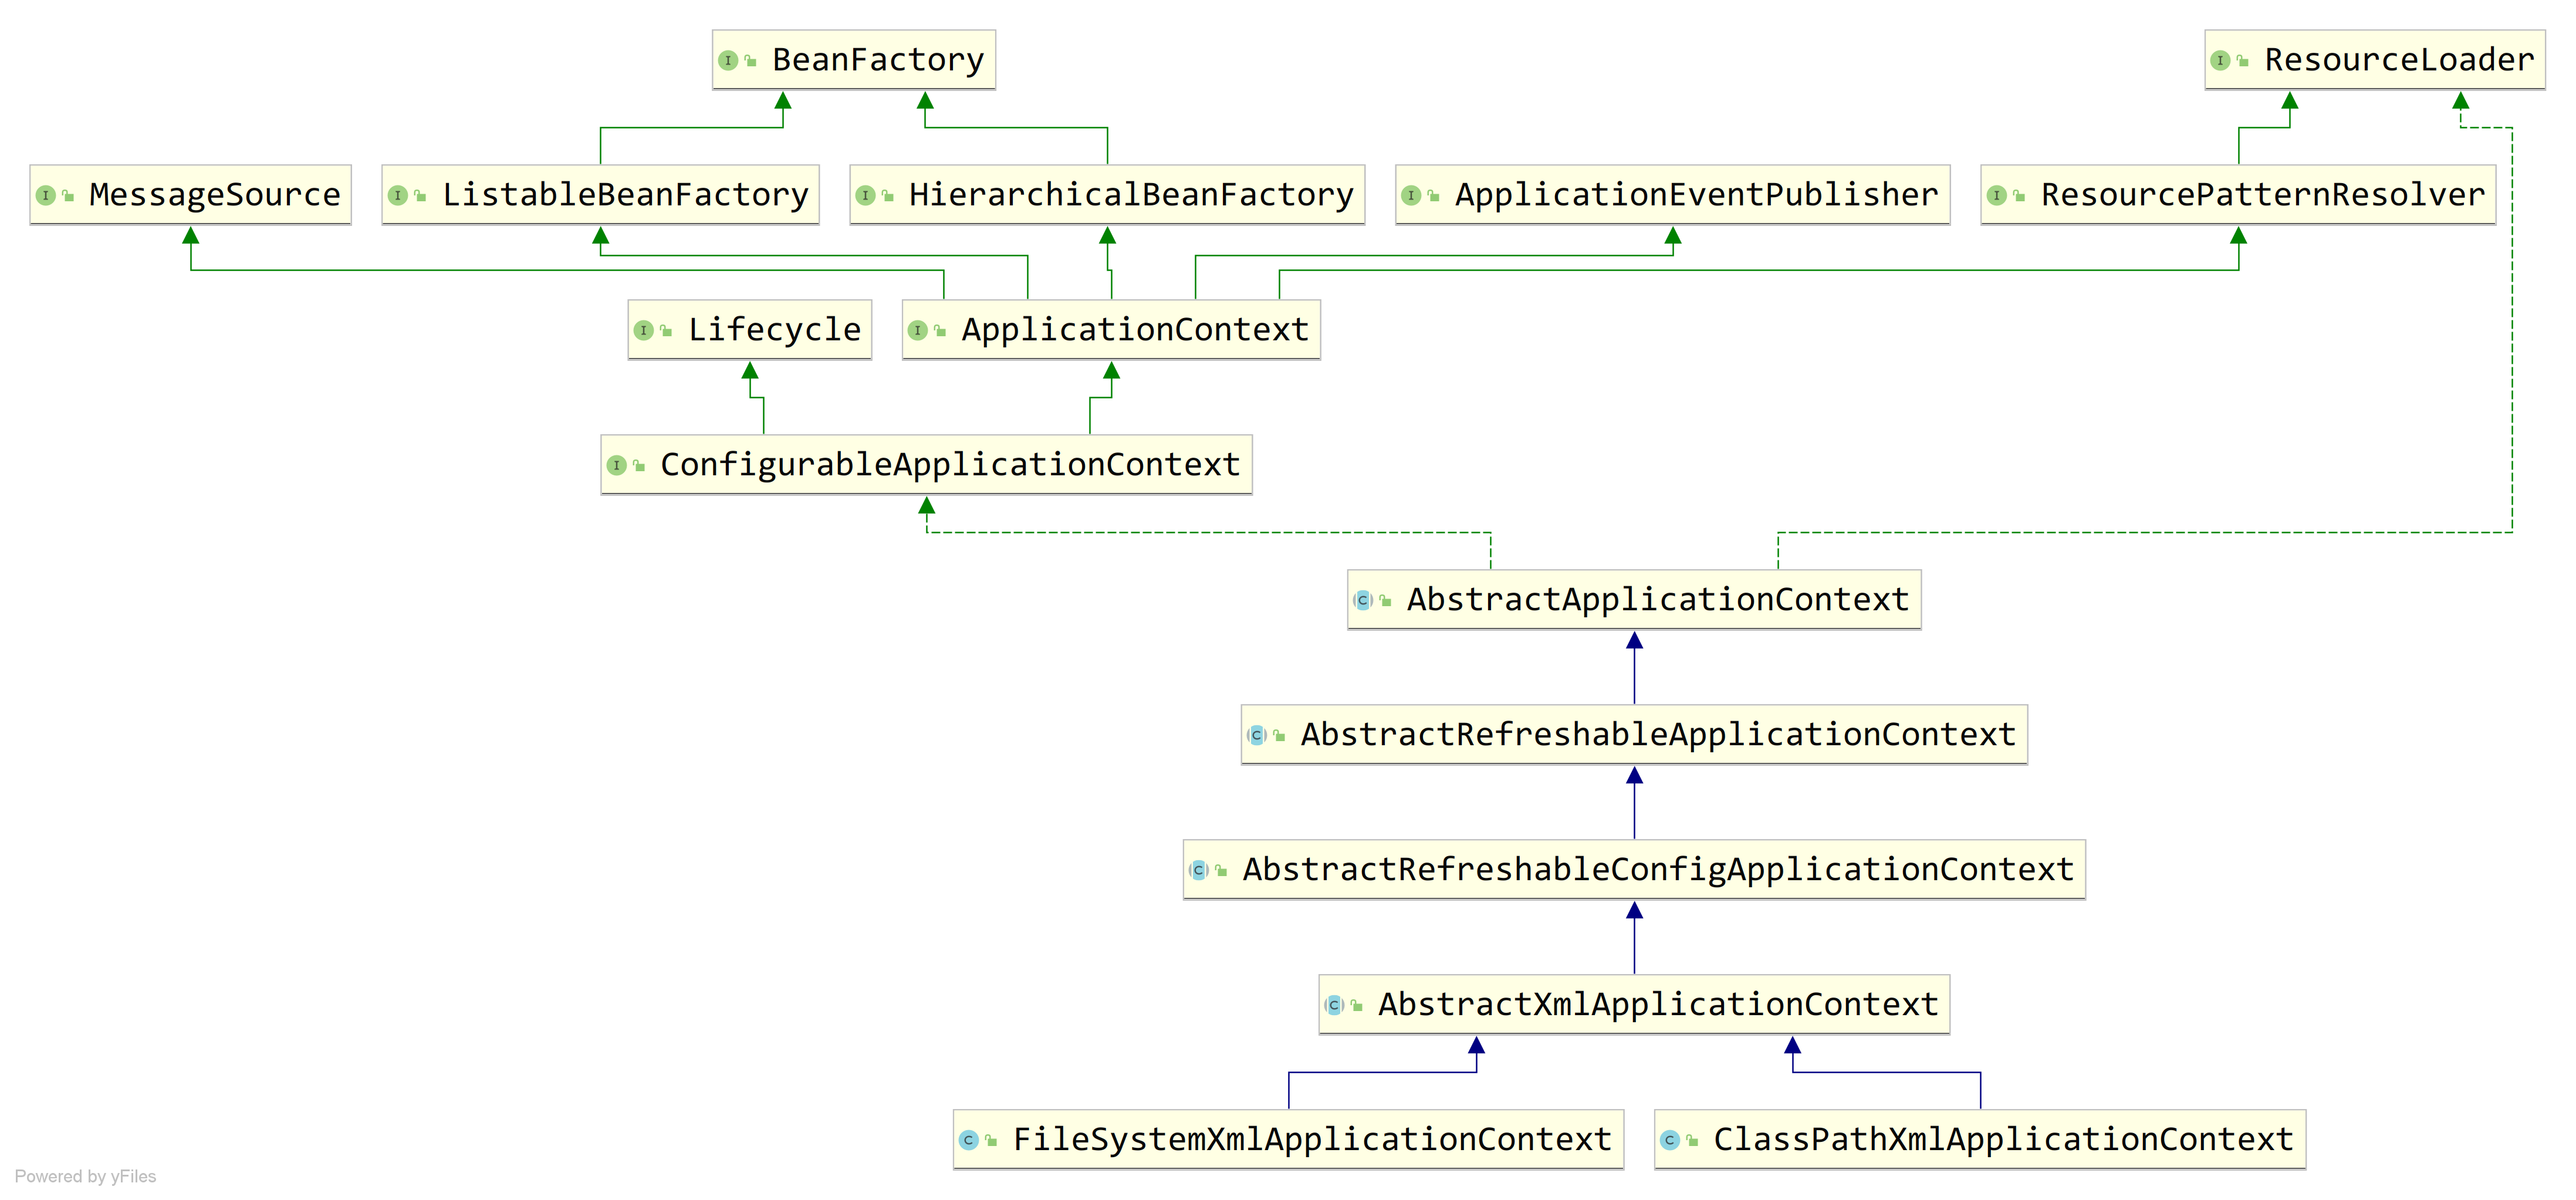 BeanFactory
ResourceLoader
MessageSource
ListableBeanFactory
HierarchicalBeanFactory
ApplicationEventPublisher
ResourcePatternResolver
Lifecycle
ApplicationContext
ConfigurableApplicationContext
AbstractApplicationContext
AbstractRefreshableApplicationContext
AbstractRefreshableConfigApplicationContext
AbstractXmlApplicationContext
FileSystemXmlApplicationContext
ClassPathXmlApplicationContext
Powered by yFiles